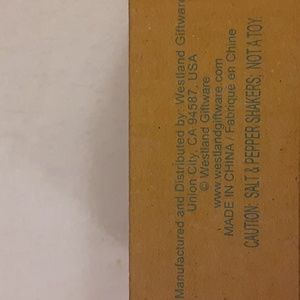 Manufactured and Distributed by: Westland Giftware
Union City, CA 94587, USA
© Westland Giftware
www.westlandgiftware.com
MADE IN CHINA / Fabrique en Chine
CAUTION: SALT & PEPPER SHAKERS, NOT A TOY.